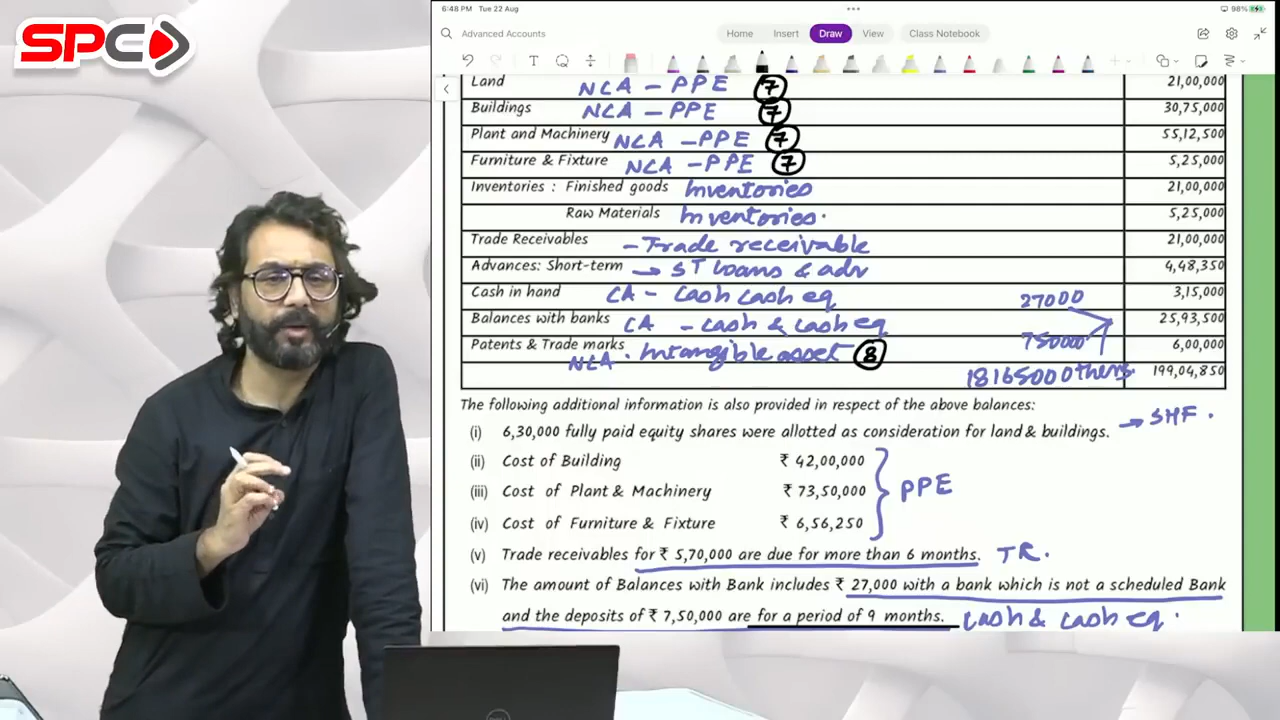 SPC
6:48 PM Tue 22 Aug
98%
Advanced Accounts
Home Insert Draw View Class Notebook
Land NCA - PPE 7 21,00,000
Buildings NCA - PPE 7 30,75,000
Plant and Machinery NCA - PPE 7 55,12,500
Furniture & Fixture NCA - PPE 7 5,25,000
Inventories : Finished goods Inventories 21,00,000
Raw Materials Inventories. 5,25,000
Trade Receivables - Trade receivable 21,00,000
Advances: Short-term → ST loans & adv 4,48,350
Cash in hand CA - Cash cash eq 3,15,000
27000
Balances with banks CA - cash & cash eq 25,93,500
750000
Patents & Trade marks NCA. Intangible asset 8 6,00,000
1816500 others 199,04,850
The following additional information is also provided in respect of the above balances:
(i) 6,30,000 fully paid equity shares were allotted as consideration for land & buildings. → SHF.
(ii) Cost of Building ₹ 42,00,000
(iii) Cost of Plant & Machinery ₹ 73,50,000 PPE
(iv) Cost of Furniture & Fixture ₹ 6,56,250
(v) Trade receivables for ₹ 5,70,000 are due for more than 6 months. TR.
(vi) The amount of Balances with Bank includes ₹ 27,000 with a bank which is not a scheduled Bank
and the deposits of ₹ 7,50,000 are for a period of 9 months. cash & cash eq.